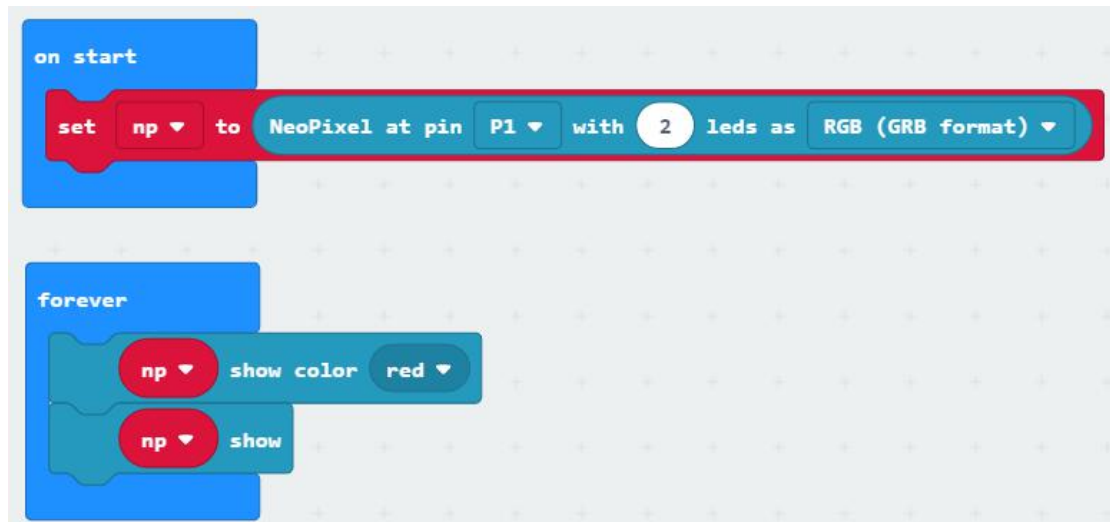 on start
set np to NeoPixel at pin P1 with 2 leds as RGB (GRB format)
forever
np show color red
np show